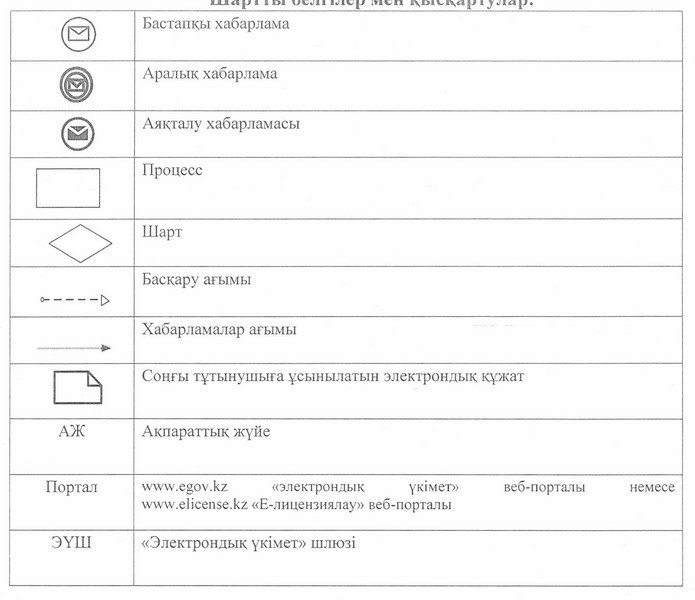 Шартты белгілер мен қысқартулар:
Бастапқы хабарлама
Аралық хабарлама
Аяқталу хабарламасы
Процесс
Шарт
Басқару ағымы
Хабарламалар ағымы
Соңғы тұтынушыға ұсынылатын электрондық құжат
АЖ Ақпараттық жүйе
Портал www.egov.kz «электрондық үкімет» веб-порталы немесе
www.elicense.kz «Е-лицензиялау» веб-порталы
ЭҮШ «Электрондық үкімет» шлюзі